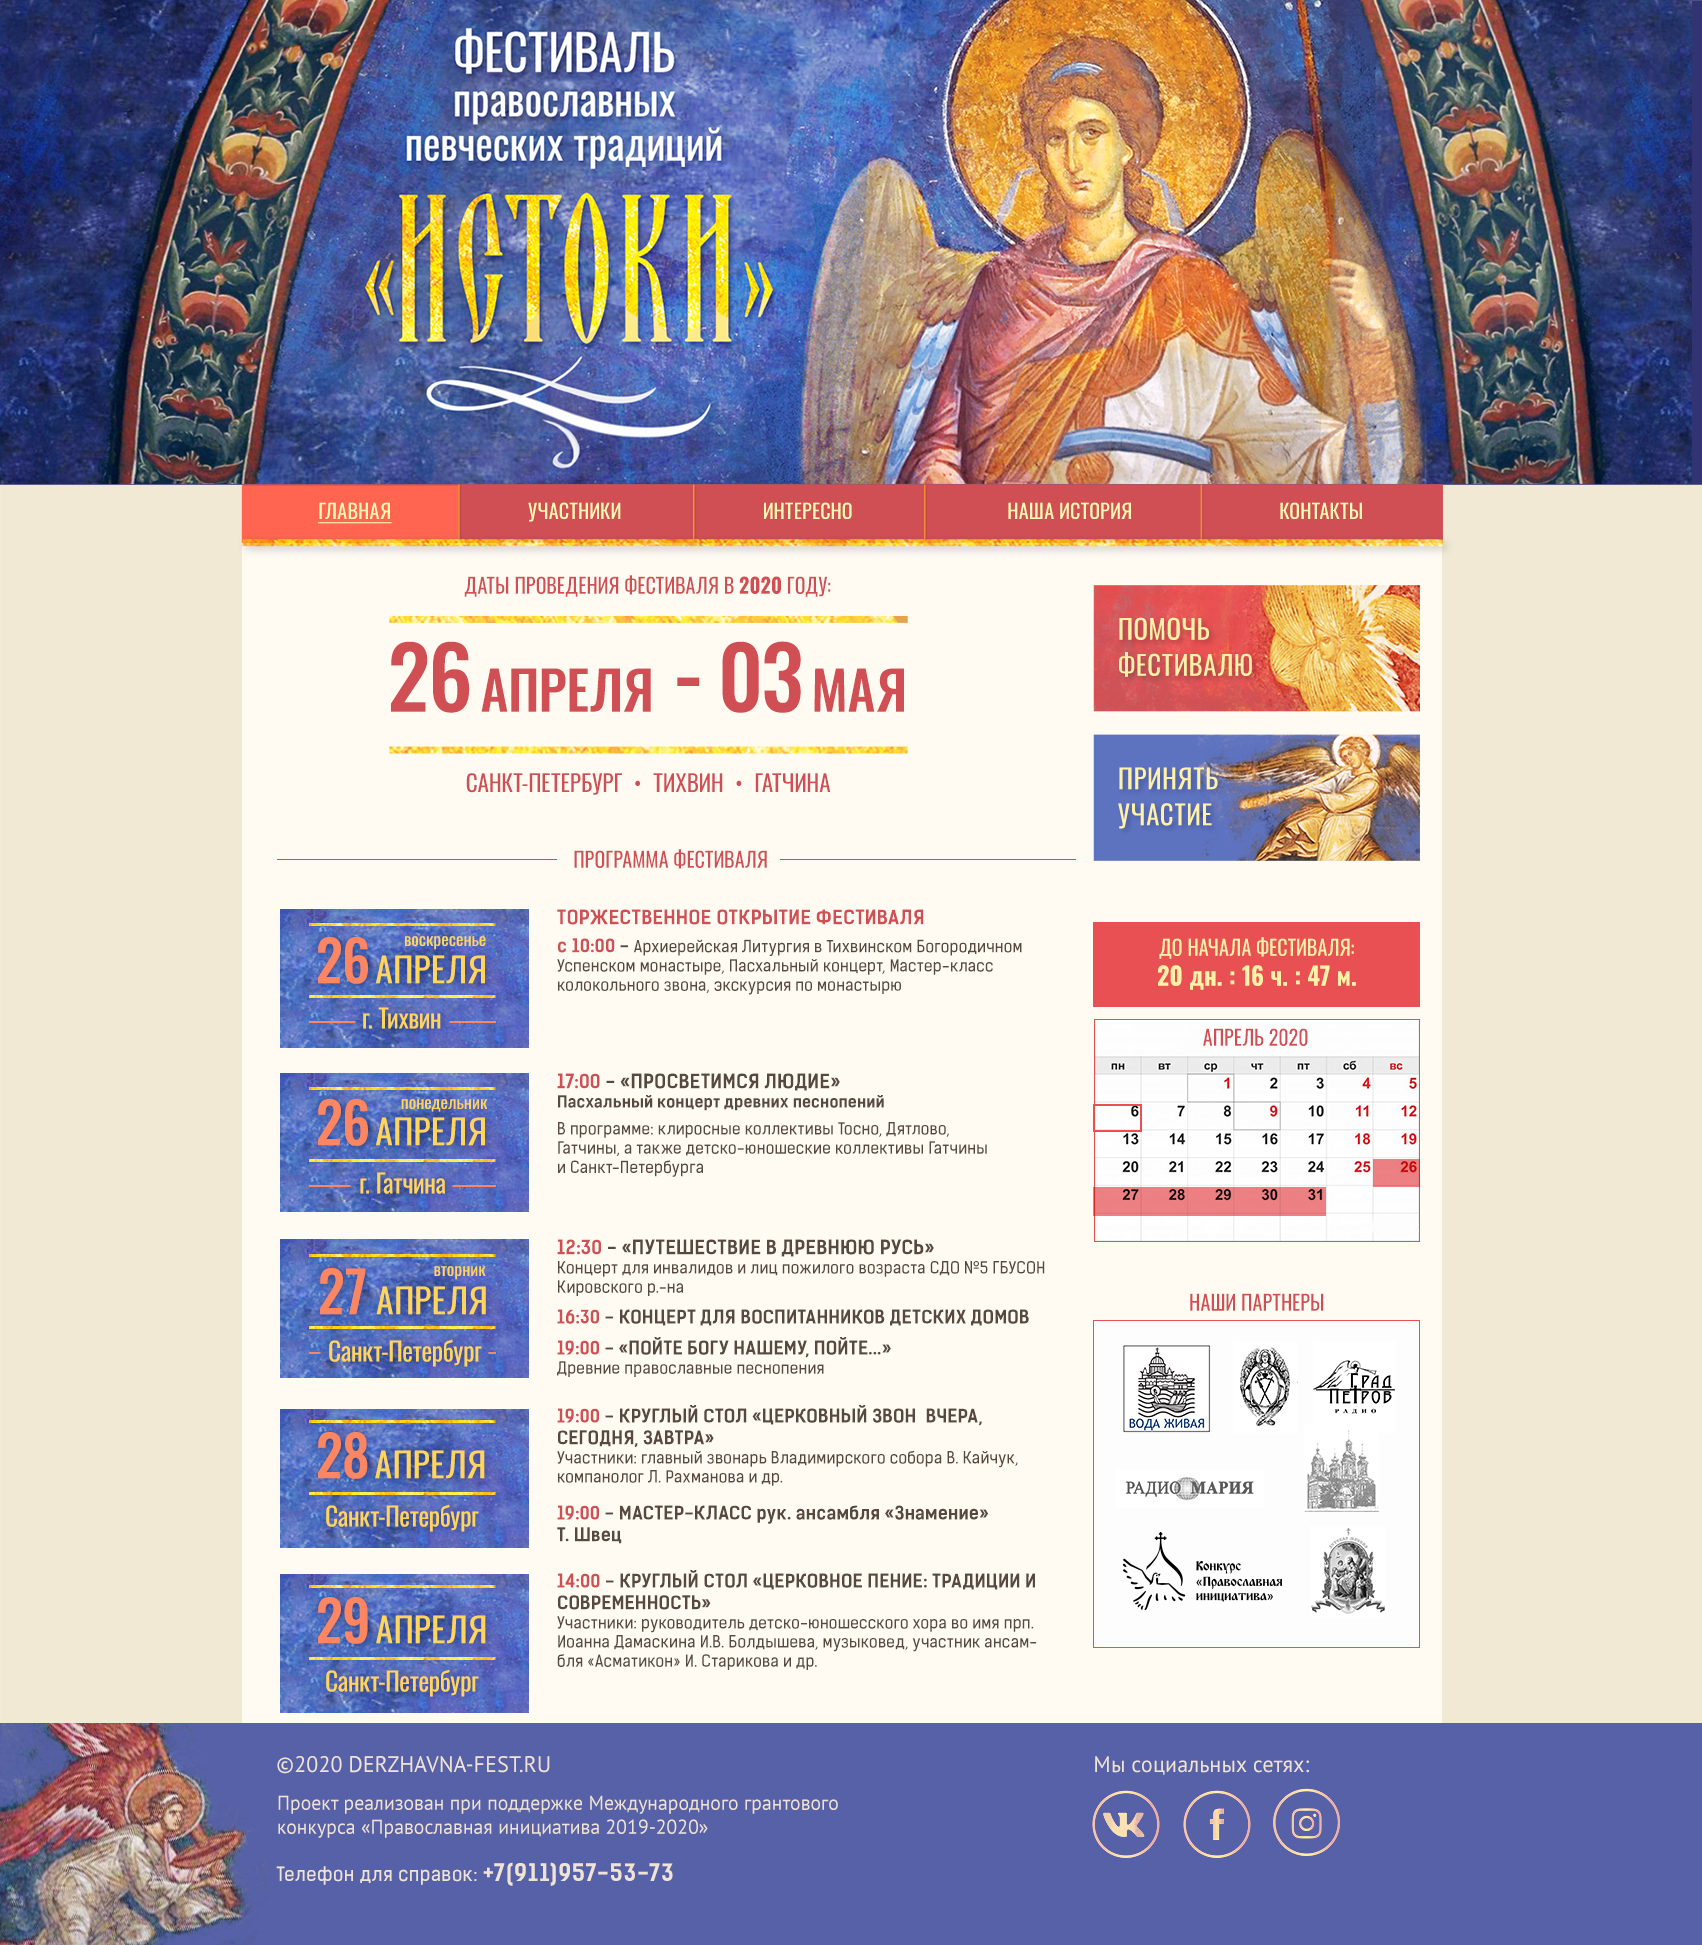 ФЕСТИВАЛЬ
православных
певческих традиций
«ИСТОКИ»
ГЛАВНАЯ
УЧАСТНИКИ
ИНТЕРЕСНО
НАША ИСТОРИЯ
КОНТАКТЫ
ДАТЫ ПРОВЕДЕНИЯ ФЕСТИВАЛЯ В 2020 ГОДУ:
26 АПРЕЛЯ - 03 МАЯ
САНКТ-ПЕТЕРБУРГ • ТИХВИН • ГАТЧИНА
ПРОГРАММА ФЕСТИВАЛЯ
воскресенье
26 АПРЕЛЯ
г. Тихвин
ТОРЖЕСТВЕННОЕ ОТКРЫТИЕ ФЕСТИВАЛЯ
с 10:00 – Архиерейская Литургия в Тихвинском Богородичном
Успенском монастыре, Пасхальный концерт, Мастер-класс
колокольного звона, экскурсия по монастырю
понедельник
26 АПРЕЛЯ
г. Гатчина
17:00 – «ПРОСВЕТИМСЯ ЛЮДИЕ»
Пасхальный концерт древних песнопений
В программе: клиросные коллективы Тосно, Дятлово,
Гатчины, а также детско-юношеские коллективы Гатчины
и Санкт-Петербурга
вторник
27 АПРЕЛЯ
Санкт-Петербург
12:30 – «ПУТЕШЕСТВИЕ В ДРЕВНЮЮ РУСЬ»
Концерт для инвалидов и лиц пожилого возраста СДО №5 ГБУСОН
Кировского р.-на
16:30 – КОНЦЕРТ ДЛЯ ВОСПИТАННИКОВ ДЕТСКИХ ДОМОВ
19:00 – «ПОЙТЕ БОГУ НАШЕМУ, ПОЙТЕ...»
Древние православные песнопения
28 АПРЕЛЯ
Санкт-Петербург
19:00 – КРУГЛЫЙ СТОЛ «ЦЕРКОВНЫЙ ЗВОН ВЧЕРА,
СЕГОДНЯ, ЗАВТРА»
Участники: главный звонарь Владимирского собора В. Кайчук,
компанолог Л. Рахманова и др.
19:00 – МАСТЕР-КЛАСС рук. ансамбля «Знамение»
Т. Швец
29 АПРЕЛЯ
Санкт-Петербург
14:00 – КРУГЛЫЙ СТОЛ «ЦЕРКОВНОЕ ПЕНИЕ: ТРАДИЦИИ И
СОВРЕМЕННОСТЬ»
Участники: руководитель детско-юношесского хора во имя прп.
Иоанна Дамаскина И.В. Болдышева, музыковед, участник ансам-
бля «Асматикон» И. Старикова и др.
ПОМОЧЬ
ФЕСТИВАЛЮ
ПРИНЯТЬ
УЧАСТИЕ
ДО НАЧАЛА ФЕСТИВАЛЯ:
20 дн. : 16 ч. : 47 м.
АПРЕЛЬ 2020
пн вт ср чт пт сб вс
1 2 3 4 5
6 7 8 9 10 11 12
13 14 15 16 17 18 19
20 21 22 23 24 25 26
27 28 29 30 31
НАШИ ПАРТНЕРЫ
ВОДА ЖИВАЯ
ГРАД
ПЕТРОВ
РАДИО
РАДИО МАРИЯ
Конкурс
«Православная
инициатива»
©2020 DERZHAVNA-FEST.RU
Проект реализован при поддержке Международного грантового
конкурса «Православная инициатива 2019-2020»
Телефон для справок: +7(911)957-53-73
Мы социальных сетях: